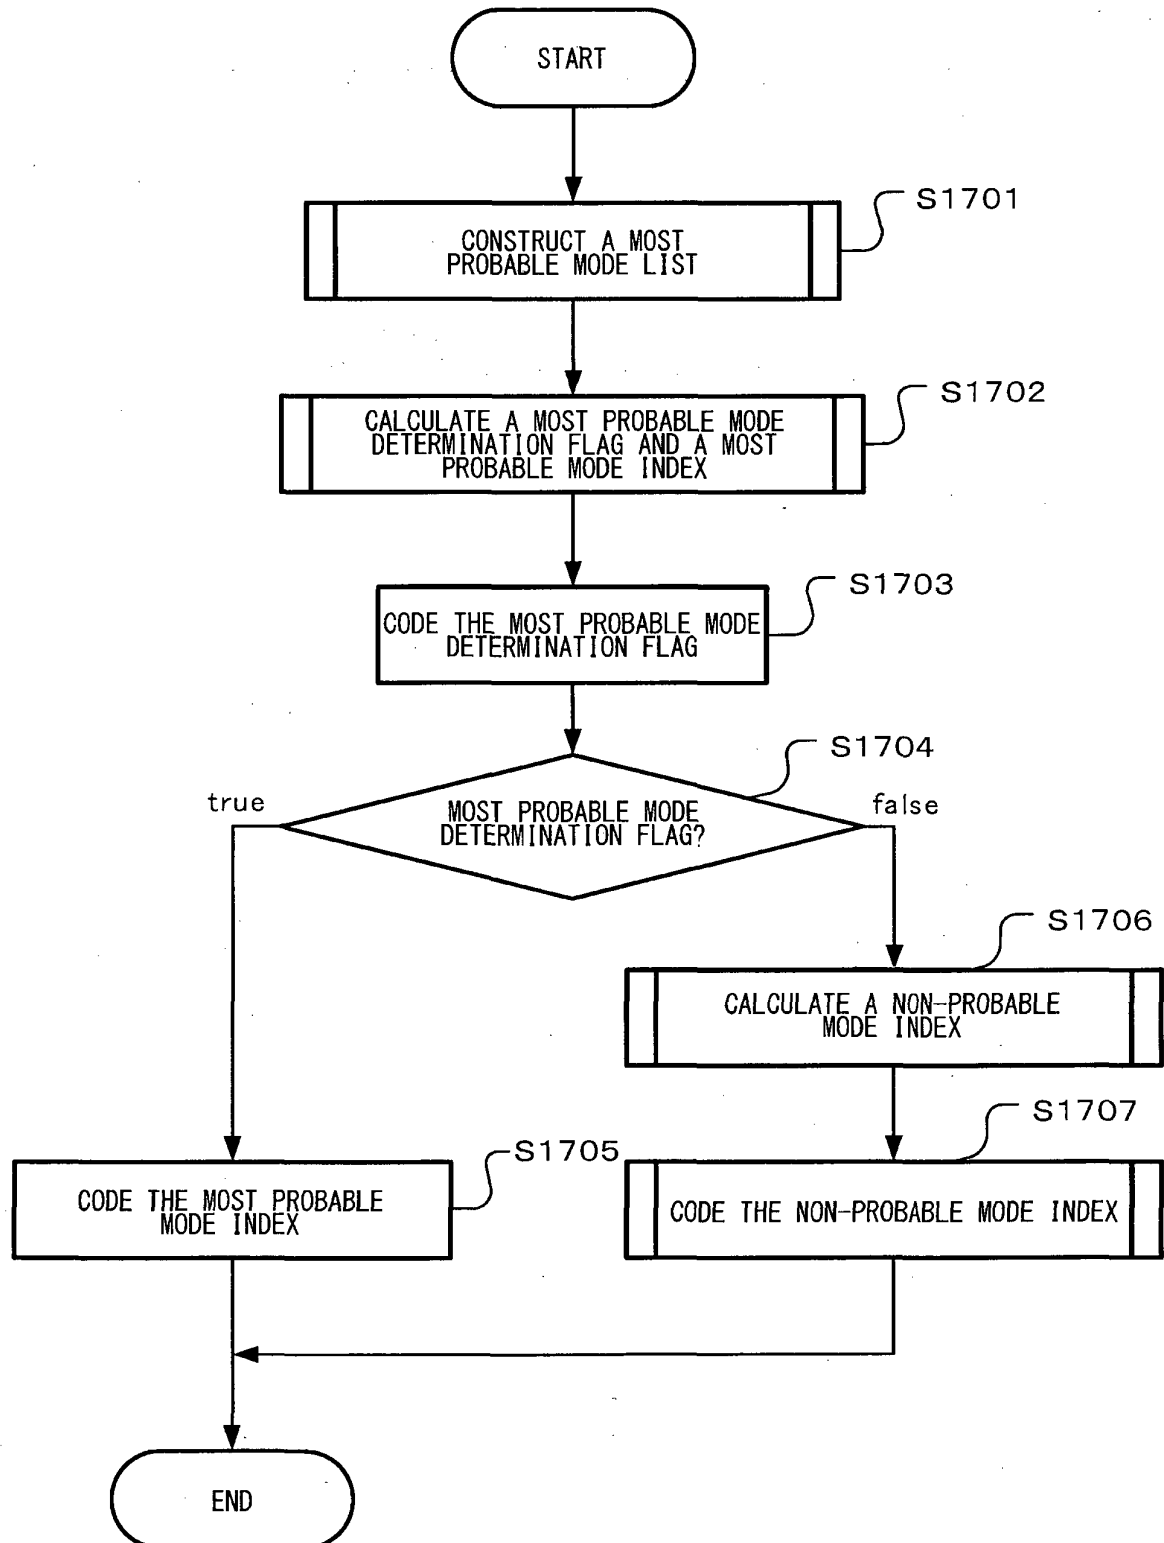 START
S1701
CONSTRUCT A MOST
PROBABLE MODE LIST
S1702
CALCULATE A MOST PROBABLE MODE
DETERMINATION FLAG AND A MOST
PROBABLE MODE INDEX
S1703
CODE THE MOST PROBABLE MODE
DETERMINATION FLAG
S1704
true
false
MOST PROBABLE MODE
DETERMINATION FLAG?
S1706
CALCULATE A NON-PROBABLE
MODE INDEX
S1707
S1705
CODE THE MOST PROBABLE
MODE INDEX
CODE THE NON-PROBABLE MODE INDEX
END